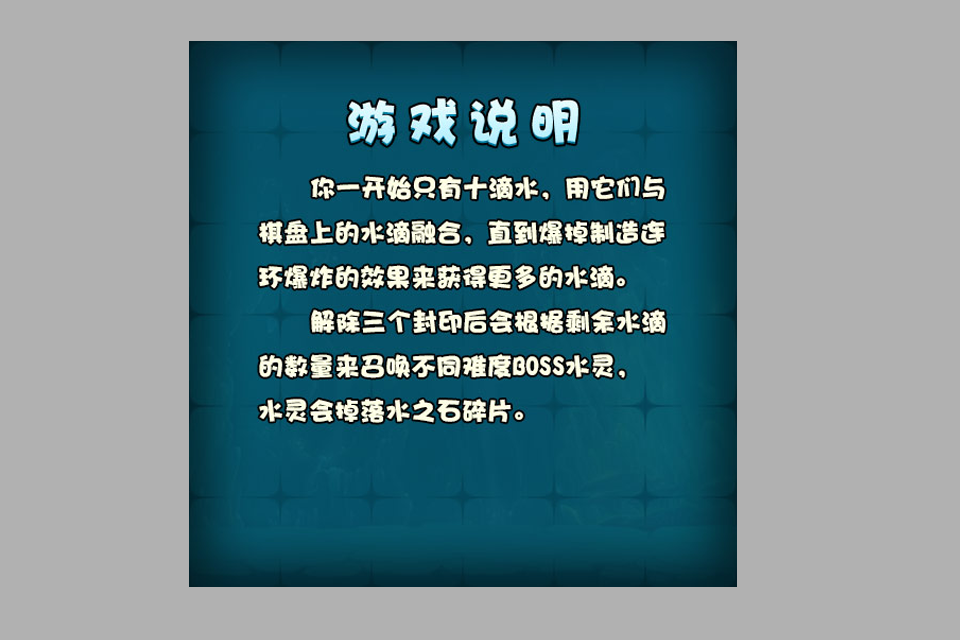 游戏说明
你一开始只有十滴水，用它们与
棋盘上的水滴融合，直到爆掉制造连
环爆炸的效果来获得更多的水滴。
解除三个封印后会根据剩余水滴
的数量来召唤不同难度BOSS水灵，
水灵会掉落水之石碎片。